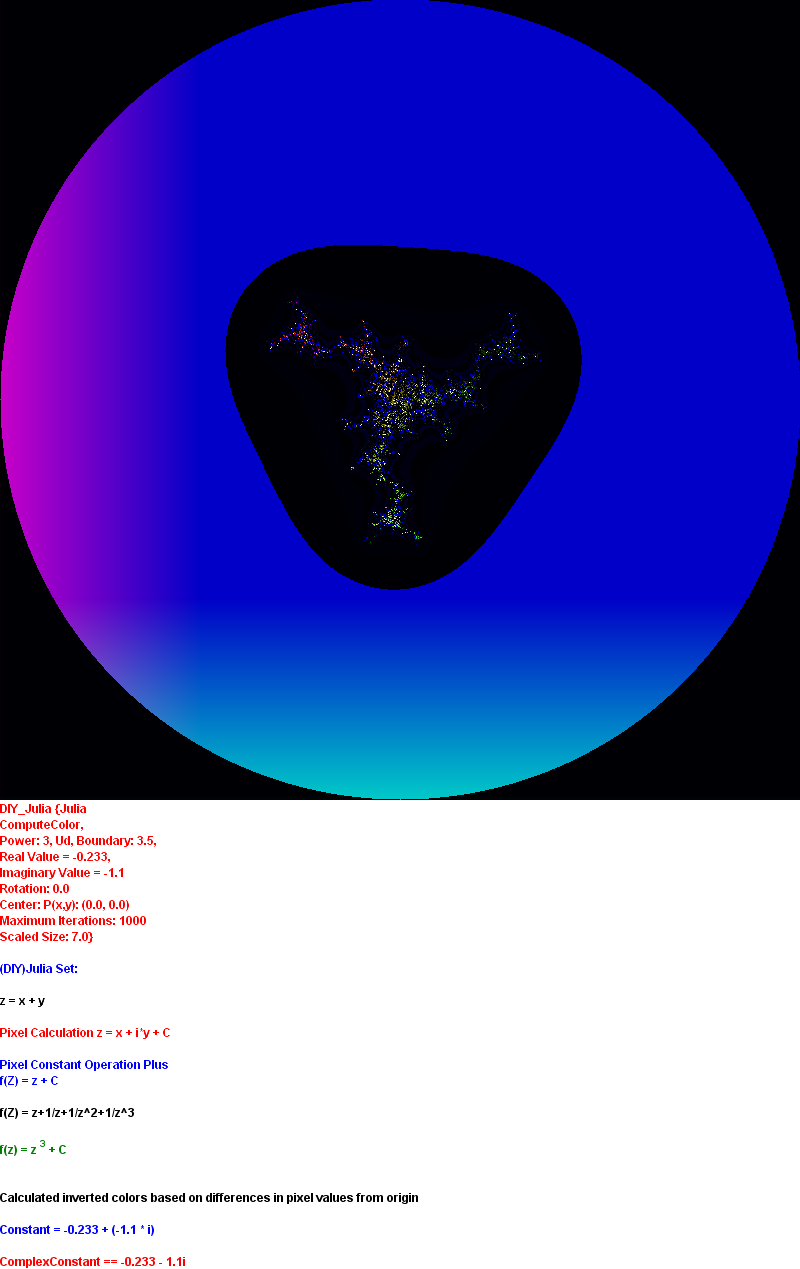 DIY_Julia {Julia
ComputeColor,
Power: 3, Ud, Boundary: 3.5,
Real Value = -0.233,
Imaginary Value = -1.1
Rotation: 0.0
Center: P(x,y): (0.0, 0.0)
Maximum Iterations: 1000
Scaled Size: 7.0}
(DIY)Julia Set:
z = x + y
Pixel Calculation z = x + i*y + C
Pixel Constant Operation Plus
f(Z) = z + C
f(Z) = z+1/z+1/z^2+1/z^3
f(z) = z ³ + C
Calculated inverted colors based on differences in pixel values from origin
Constant = -0.233 + (-1.1 * i)
ComplexConstant == -0.233 - 1.1i